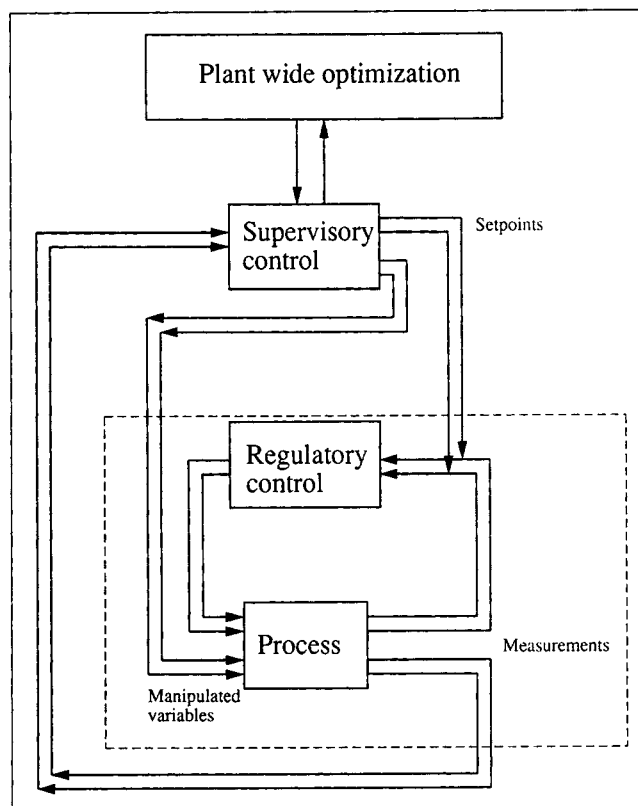 Plant wide optimization
Supervisory
control
Setpoints
Regulatory
control
Process
Measurements
Manipulated
variables